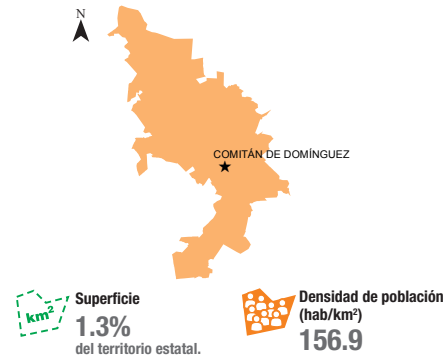 N
COMITÁN DE DOMÍNGUEZ
km²
Superficie
1.3%
del territorio estatal.
Densidad de población
(hab/km²)
156.9